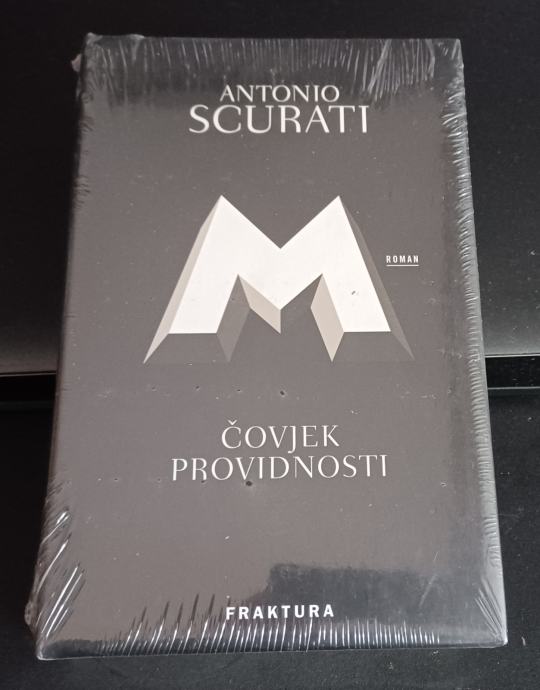 ANTONIO
SCURATI
M
ROMAN
ČOVJEK
PROVIDNOSTI
FRAKTURA